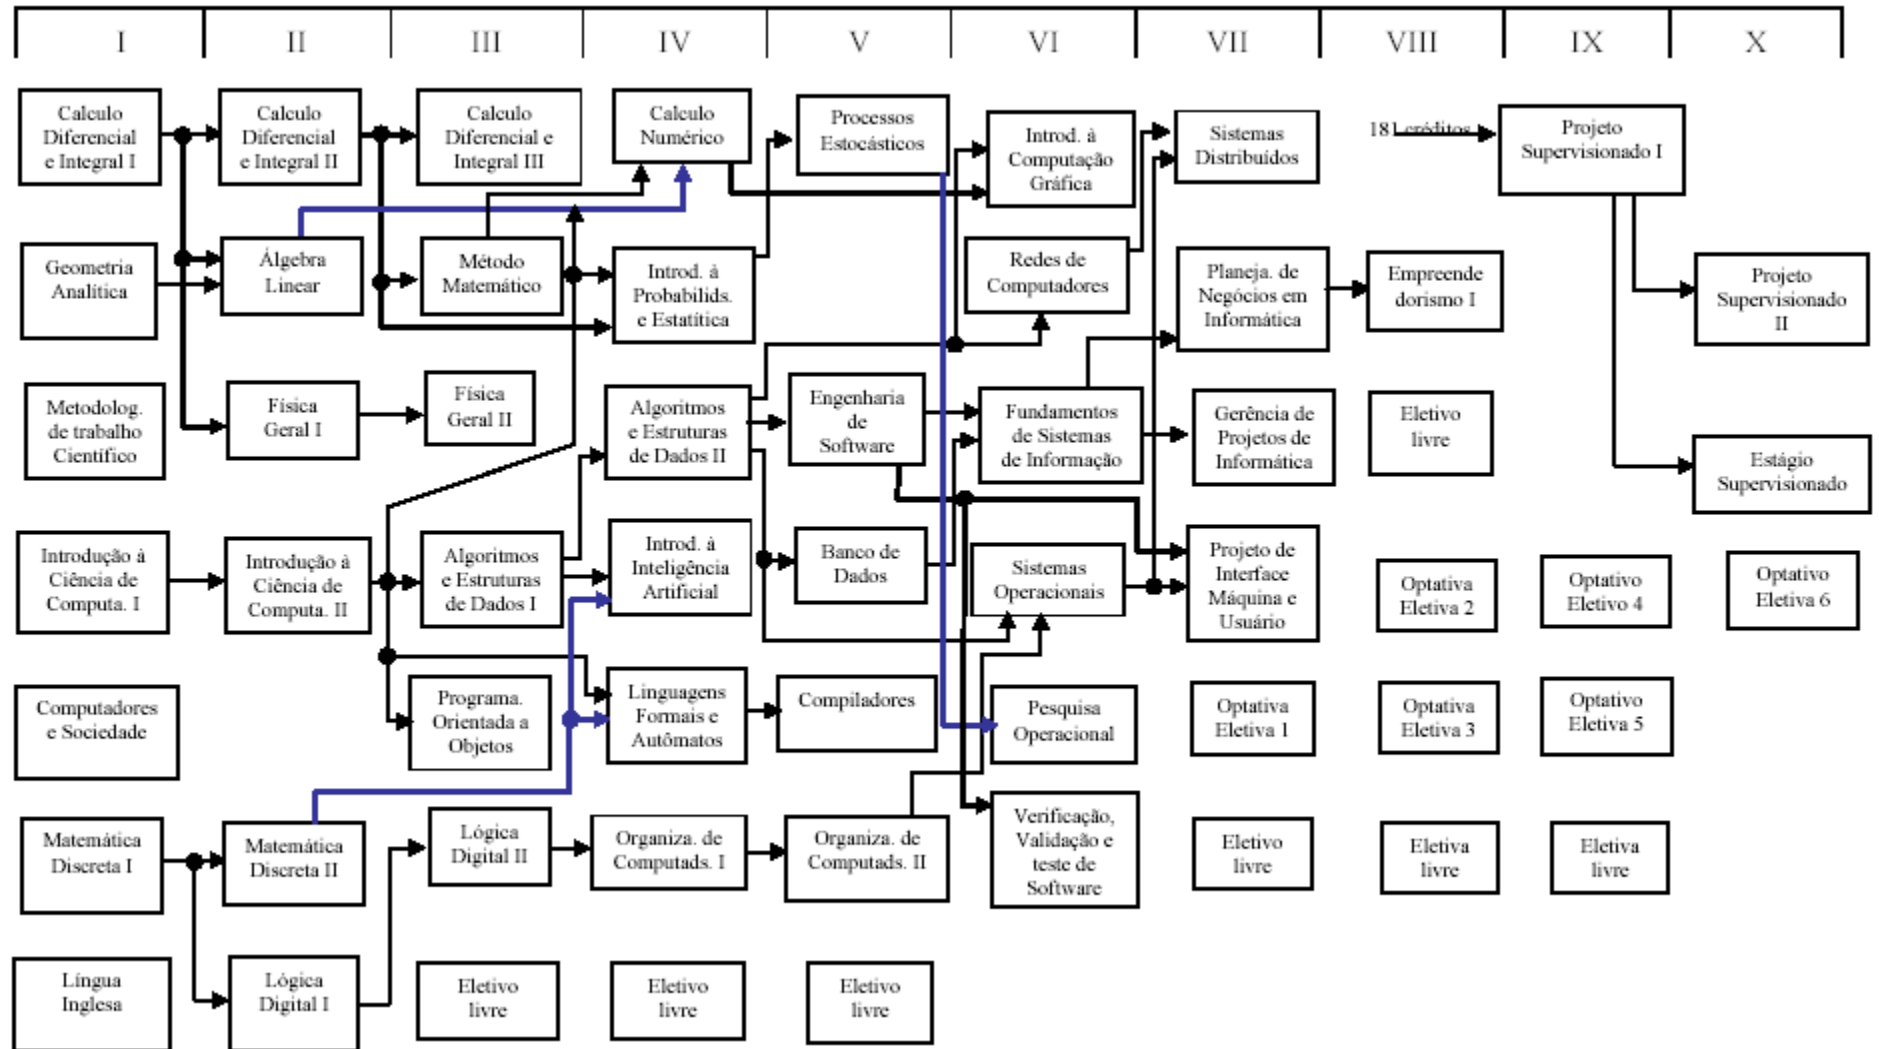 I
II
III
IV
V
VI
VII
VIII
IX
X
Calculo
Diferencial
e Integral I
Calculo
Diferencial
e Integral II
Calculo
Diferencial e
Integral III
Calculo
Numérico
Processos
Estocásticos
Introd. à
Computação
Gráfica
Sistemas
Distribuídos
181 créditos
Projeto
Supervisionado I
Geometria
Analítica
Álgebra
Linear
Método
Matemático
Introd. à
Probabilids.
e Estatítica
Redes de
Computadores
Planeja. de
Negócios em
Informática
Empreende
dorismo I
Projeto
Supervisionado
II
Metodolog.
de trabalho
Científico
Física
Geral I
Física
Geral II
Algoritmos
e Estruturas
de Dados II
Engenharia
de
Software
Fundamentos
de Sistemas
de Informação
Gerência de
Projetos de
Informática
Eletivo
livre
Estágio
Supervisionado
Introdução à
Ciência de
Computa. I
Introdução à
Ciência de
Computa. II
Algoritmos
e Estruturas
de Dados I
Introd. à
Inteligência
Artificial
Banco de
Dados
Sistemas
Operacionais
Projeto de
Interface
Máquina e
Usuário
Optativa
Eletiva 2
Optativo
Eletivo 4
Optativo
Eletiva 6
Computadores
e Sociedade
Programa.
Orientada a
Objetos
Linguagens
Formais e
Autômatos
Compiladores
Pesquisa
Operacional
Optativa
Eletiva 1
Optativa
Eletiva 3
Optativo
Eletiva 5
Matemática
Discreta I
Matemática
Discreta II
Lógica
Digital II
Organiza. de
Computads. I
Organiza. de
Computads. II
Verificação,
Validação e
teste de
Software
Eletivo
livre
Eletiva
livre
Eletiva
livre
Língua
Inglesa
Lógica
Digital I
Eletivo
livre
Eletivo
livre
Eletivo
livre